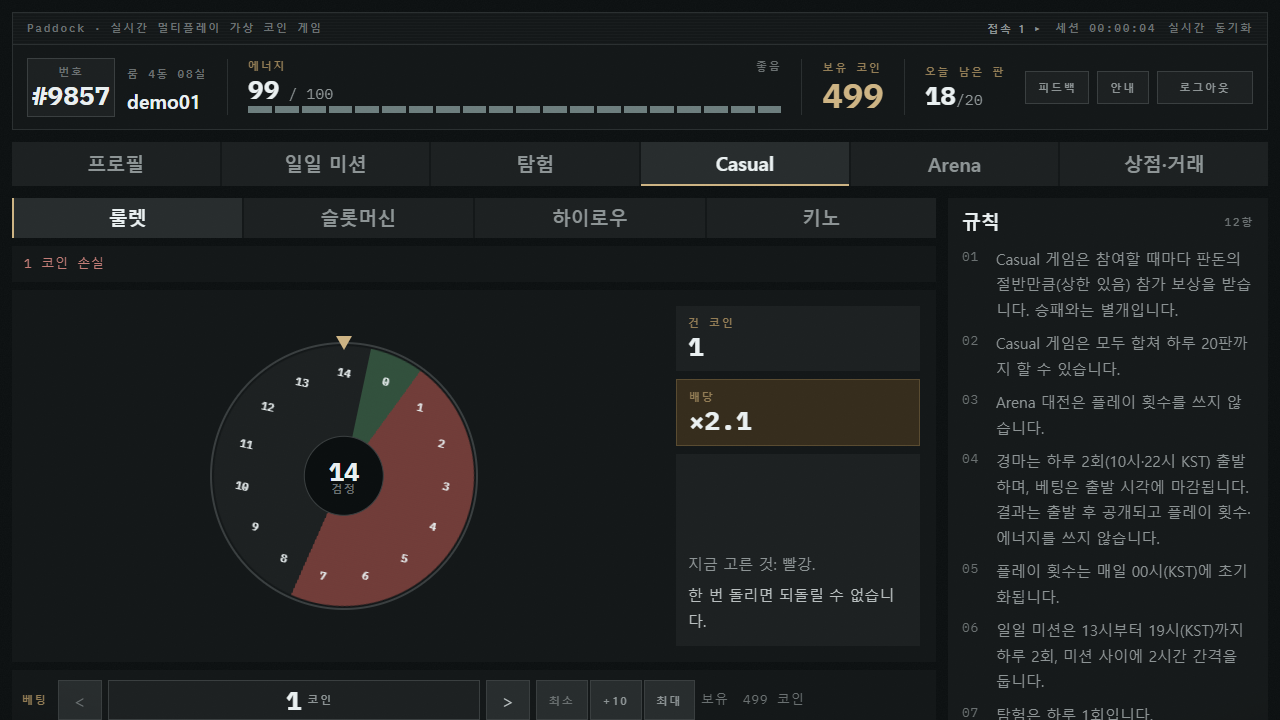 Paddock · 실시간 멀티플레이 가상 코인 게임
접속 1 ▸ 세션 00:00:04 실시간 동기화
번호
#9857
룸 4동 08실
demo01
에너지
좋음
99 / 100
보유 코인
499
오늘 남은 판
18/20
피드백
안내
로그아웃
프로필
일일 미션
탐험
Casual
Arena
상점·거래
룰렛
슬롯머신
하이로우
키노
1 코인 손실
0
1
2
3
4
5
6
7
8
9
10
11
12
13
14
14
검정
건 코인
1
배당
×2.1
지금 고른 것: 빨강.
한 번 돌리면 되돌릴 수 없습니
다.
베팅
<
1 코인
>
최소
+10
최대
보유 499 코인
규칙
12항
01 Casual 게임은 참여할 때마다 판돈의
절반만큼(상한 있음) 참가 보상을 받습
니다. 승패와는 별개입니다.
02 Casual 게임은 모두 합쳐 하루 20판까
지 할 수 있습니다.
03 Arena 대전은 플레이 횟수를 쓰지 않
습니다.
04 경마는 하루 2회(10시·22시 KST) 출발
하며, 베팅은 출발 시각에 마감됩니다.
결과는 출발 후 공개되고 플레이 횟수·
에너지를 쓰지 않습니다.
05 플레이 횟수는 매일 00시(KST)에 초기
화됩니다.
06 일일 미션은 13시부터 19시(KST)까지
하루 2회, 미션 사이에 2시간 간격을
둡니다.
07 탐험은 하루 1회입니다.